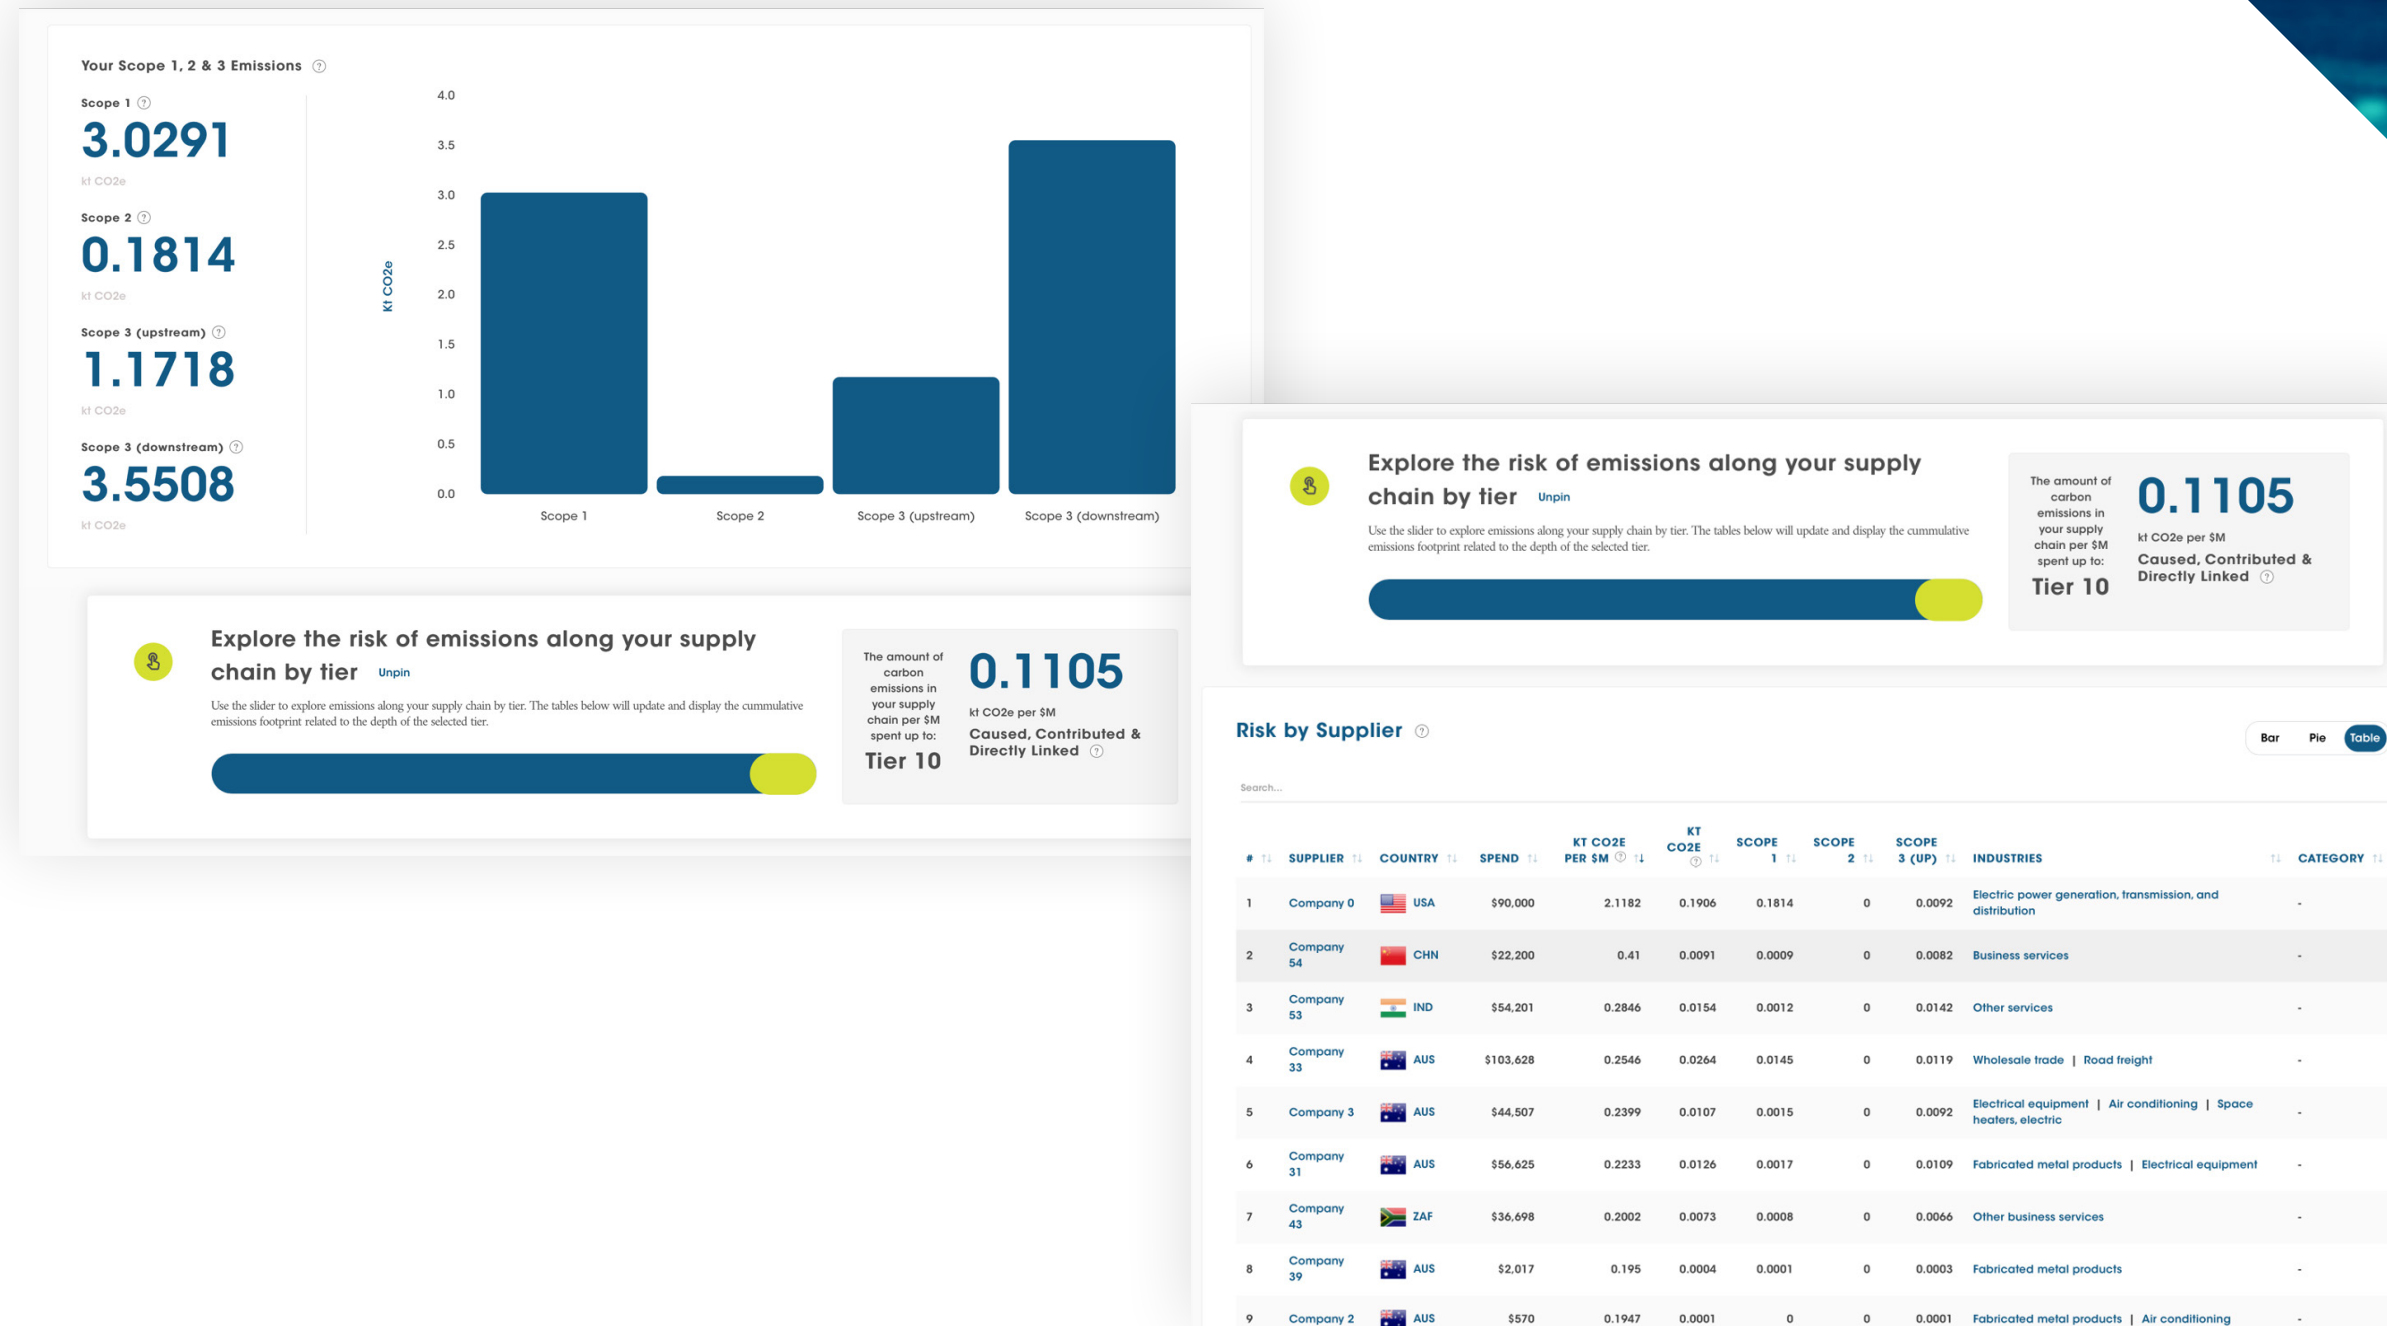 Your Scope 1, 2 & 3 Emissions ?
Scope 1 ?
3.0291
kt CO2e
Scope 2 ?
0.1814
kt CO2e
Scope 3 (upstream) ?
1.1718
kt CO2e
Scope 3 (downstream) ?
3.5508
kt CO2e
Kt CO2e
4.0
3.5
3.0
2.5
2.0
1.5
1.0
0.5
0.0
Scope 1 Scope 2 Scope 3 (upstream) Scope 3 (downstream)
Explore the risk of emissions along your supply
chain by tier Unpin
Use the slider to explore emissions along your supply chain by tier. The tables below will update and display the cummulative
emissions footprint related to the depth of the selected tier.
The amount of
carbon
emissions in
your supply
chain per $M
spent up to:
Tier 10
0.1105
kt CO2e per $M
Caused, Contributed &
Directly Linked ?
Explore the risk of emissions along your supply
chain by tier Unpin
Use the slider to explore emissions along your supply chain by tier. The tables below will update and display the cummulative
emissions footprint related to the depth of the selected tier.
The amount of
carbon
emissions in
your supply
chain per $M
spent up to:
Tier 10
0.1105
kt CO2e per $M
Caused, Contributed &
Directly Linked ?
Risk by Supplier ?
Bar Pie Table
Search...
# SUPPLIER COUNTRY SPEND KT CO2E PER $M ? KT CO2E ? SCOPE 1 SCOPE 2 SCOPE 3 (UP) INDUSTRIES CATEGORY
1 Company 0 USA $90,000 2.1182 0.1906 0.1814 0 0.0092 Electric power generation, transmission, and distribution -
2 Company 54 CHN $22,200 0.41 0.0091 0.0009 0 0.0082 Business services -
3 Company 53 IND $54,201 0.2846 0.0154 0.0012 0 0.0142 Other services -
4 Company 33 AUS $103,628 0.2546 0.0264 0.0145 0 0.0119 Wholesale trade | Road freight -
5 Company 3 AUS $44,507 0.2399 0.0107 0.0015 0 0.0092 Electrical equipment | Air conditioning | Space heaters, electric -
6 Company 31 AUS $56,625 0.2233 0.0126 0.0017 0 0.0109 Fabricated metal products | Electrical equipment -
7 Company 43 ZAF $36,698 0.2002 0.0073 0.0008 0 0.0066 Other business services -
8 Company 39 AUS $2,017 0.195 0.0004 0.0001 0 0.0003 Fabricated metal products -
9 Company 2 AUS $570 0.1947 0.0001 0 0 0.0001 Fabricated metal products | Air conditioning -